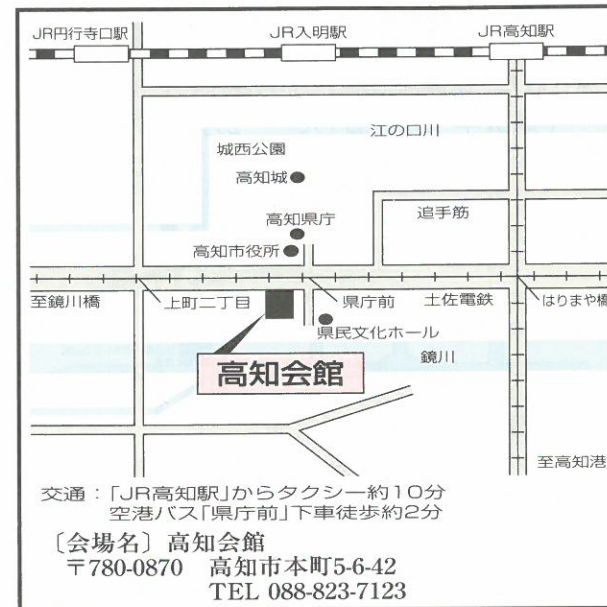 JR円行寺口駅
JR入明駅
JR高知駅
江の口川
城西公園
高知城
高知県庁
追手筋
高知市役所
至鏡川橋
上町二丁目
県庁前
土佐電鉄
はりまや橋
県民文化ホール
鏡川
高知会館
至高知港
交通：「JR高知駅」からタクシー約10分
空港バス「県庁前」下車徒歩約2分
〔会場名〕高知会館
〒780-0870 高知市本町5-6-42
TEL 088-823-7123